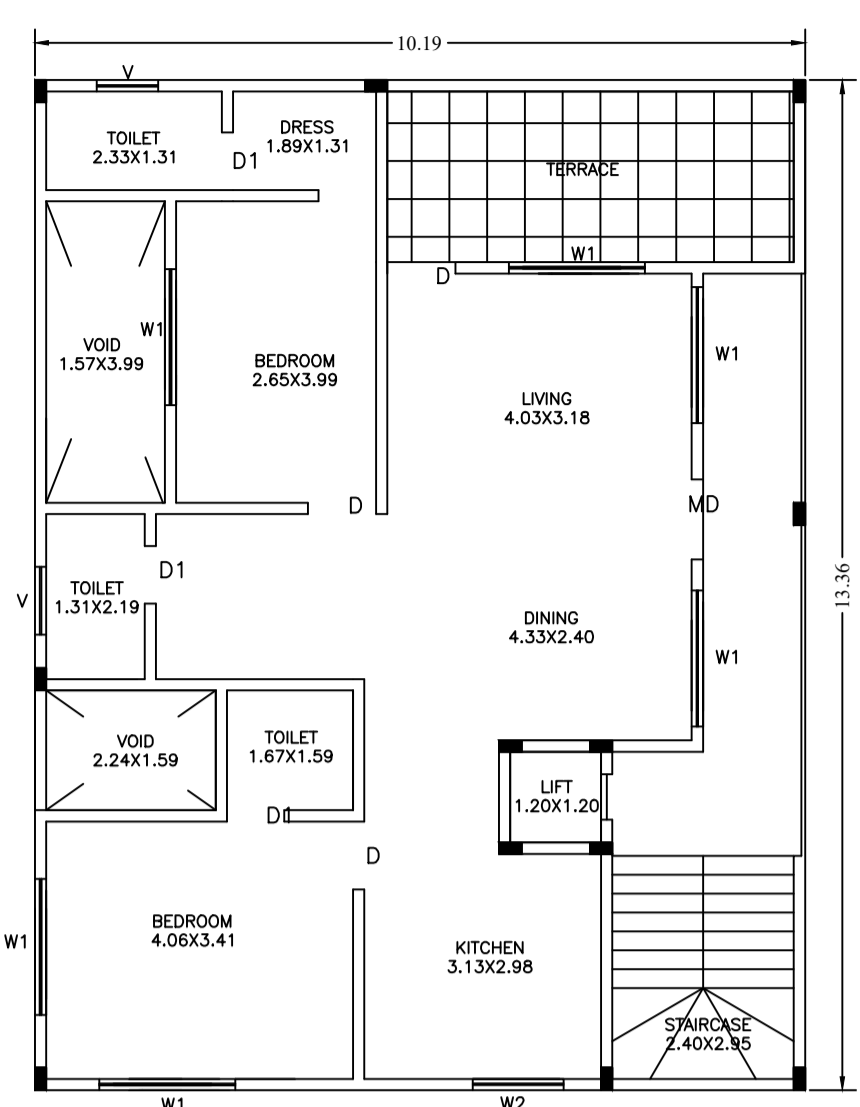 10.19
V
TOILET
2.33X1.31
D1
DRESS
1.89X1.31
TERRACE
W1
D
VOID
1.57X3.99
W1
BEDROOM
2.65X3.99
W1
LIVING
4.03X3.18
D
MD
13.36
D1
TOILET
1.31X2.19
V
DINING
4.33X2.40
W1
VOID
2.24X1.59
TOILET
1.67X1.59
LIFT
1.20X1.20
D1
D
BEDROOM
4.06X3.41
W1
KITCHEN
3.13X2.98
STAIRCASE
2.40X2.95
W1
W2